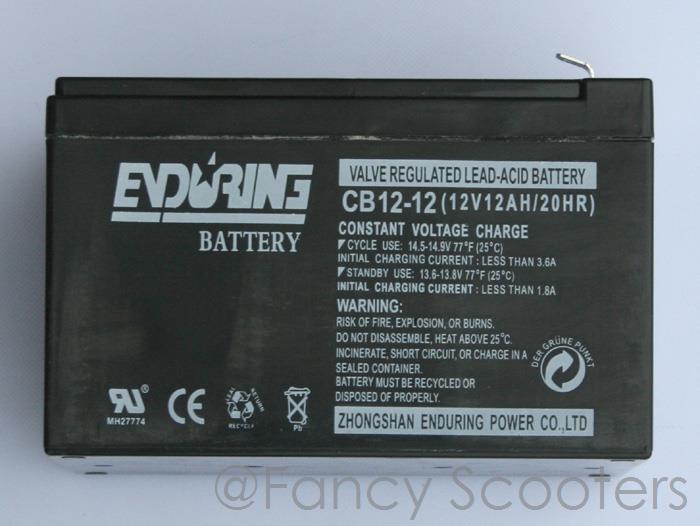 ENDURING
BATTERY
VALVE REGULATED LEAD-ACID BATTERY
CB12-12 (12V12AH/20HR)
CONSTANT VOLTAGE CHARGE
CYCLE USE: 14.5-14.9V 77°F (25°C)
INITIAL CHARGING CURRENT: LESS THAN 3.6A
STANDBY USE: 13.6-13.8V 77°F (25°C)
INITIAL CHARGING CURRENT: LESS THAN 1.8A
WARNING:
RISK OF FIRE, EXPLOSION, OR BURNS.
DO NOT DISASSEMBLE, HEAT ABOVE 25°C.
INCINERATE, SHORT CIRCUIT, OR CHARGE IN A
SEALED CONTAINER.
BATTERY MUST BE RECYCLED OR
DISPOSED OF PROPERLY.
DER GRÜNE PUNKT
ZHONGSHAN ENDURING POWER CO.,LTD
MH27774
CE
RETURN
RECYCLE
Pb
@Fancy Scooters